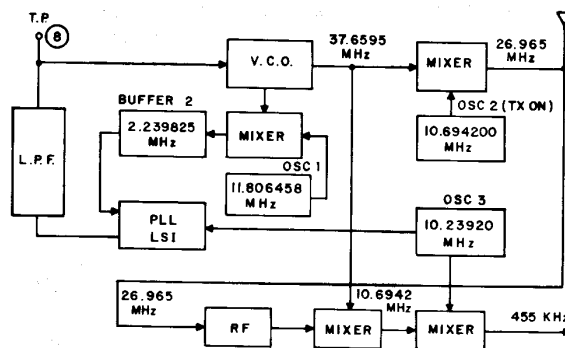 T.P.
8
37.6595
MHz
26.965
MHz
V.C.O.
MIXER
BUFFER 2
2.239825
MHz
MIXER
OSC 2 (TX ON)
10.694200
MHz
L.P.F.
OSC 1
11.806458
MHz
OSC 3
10.23920
MHz
PLL
LSI
26.965
MHz
10.6942
MHz
455 KHz
RF
MIXER
MIXER